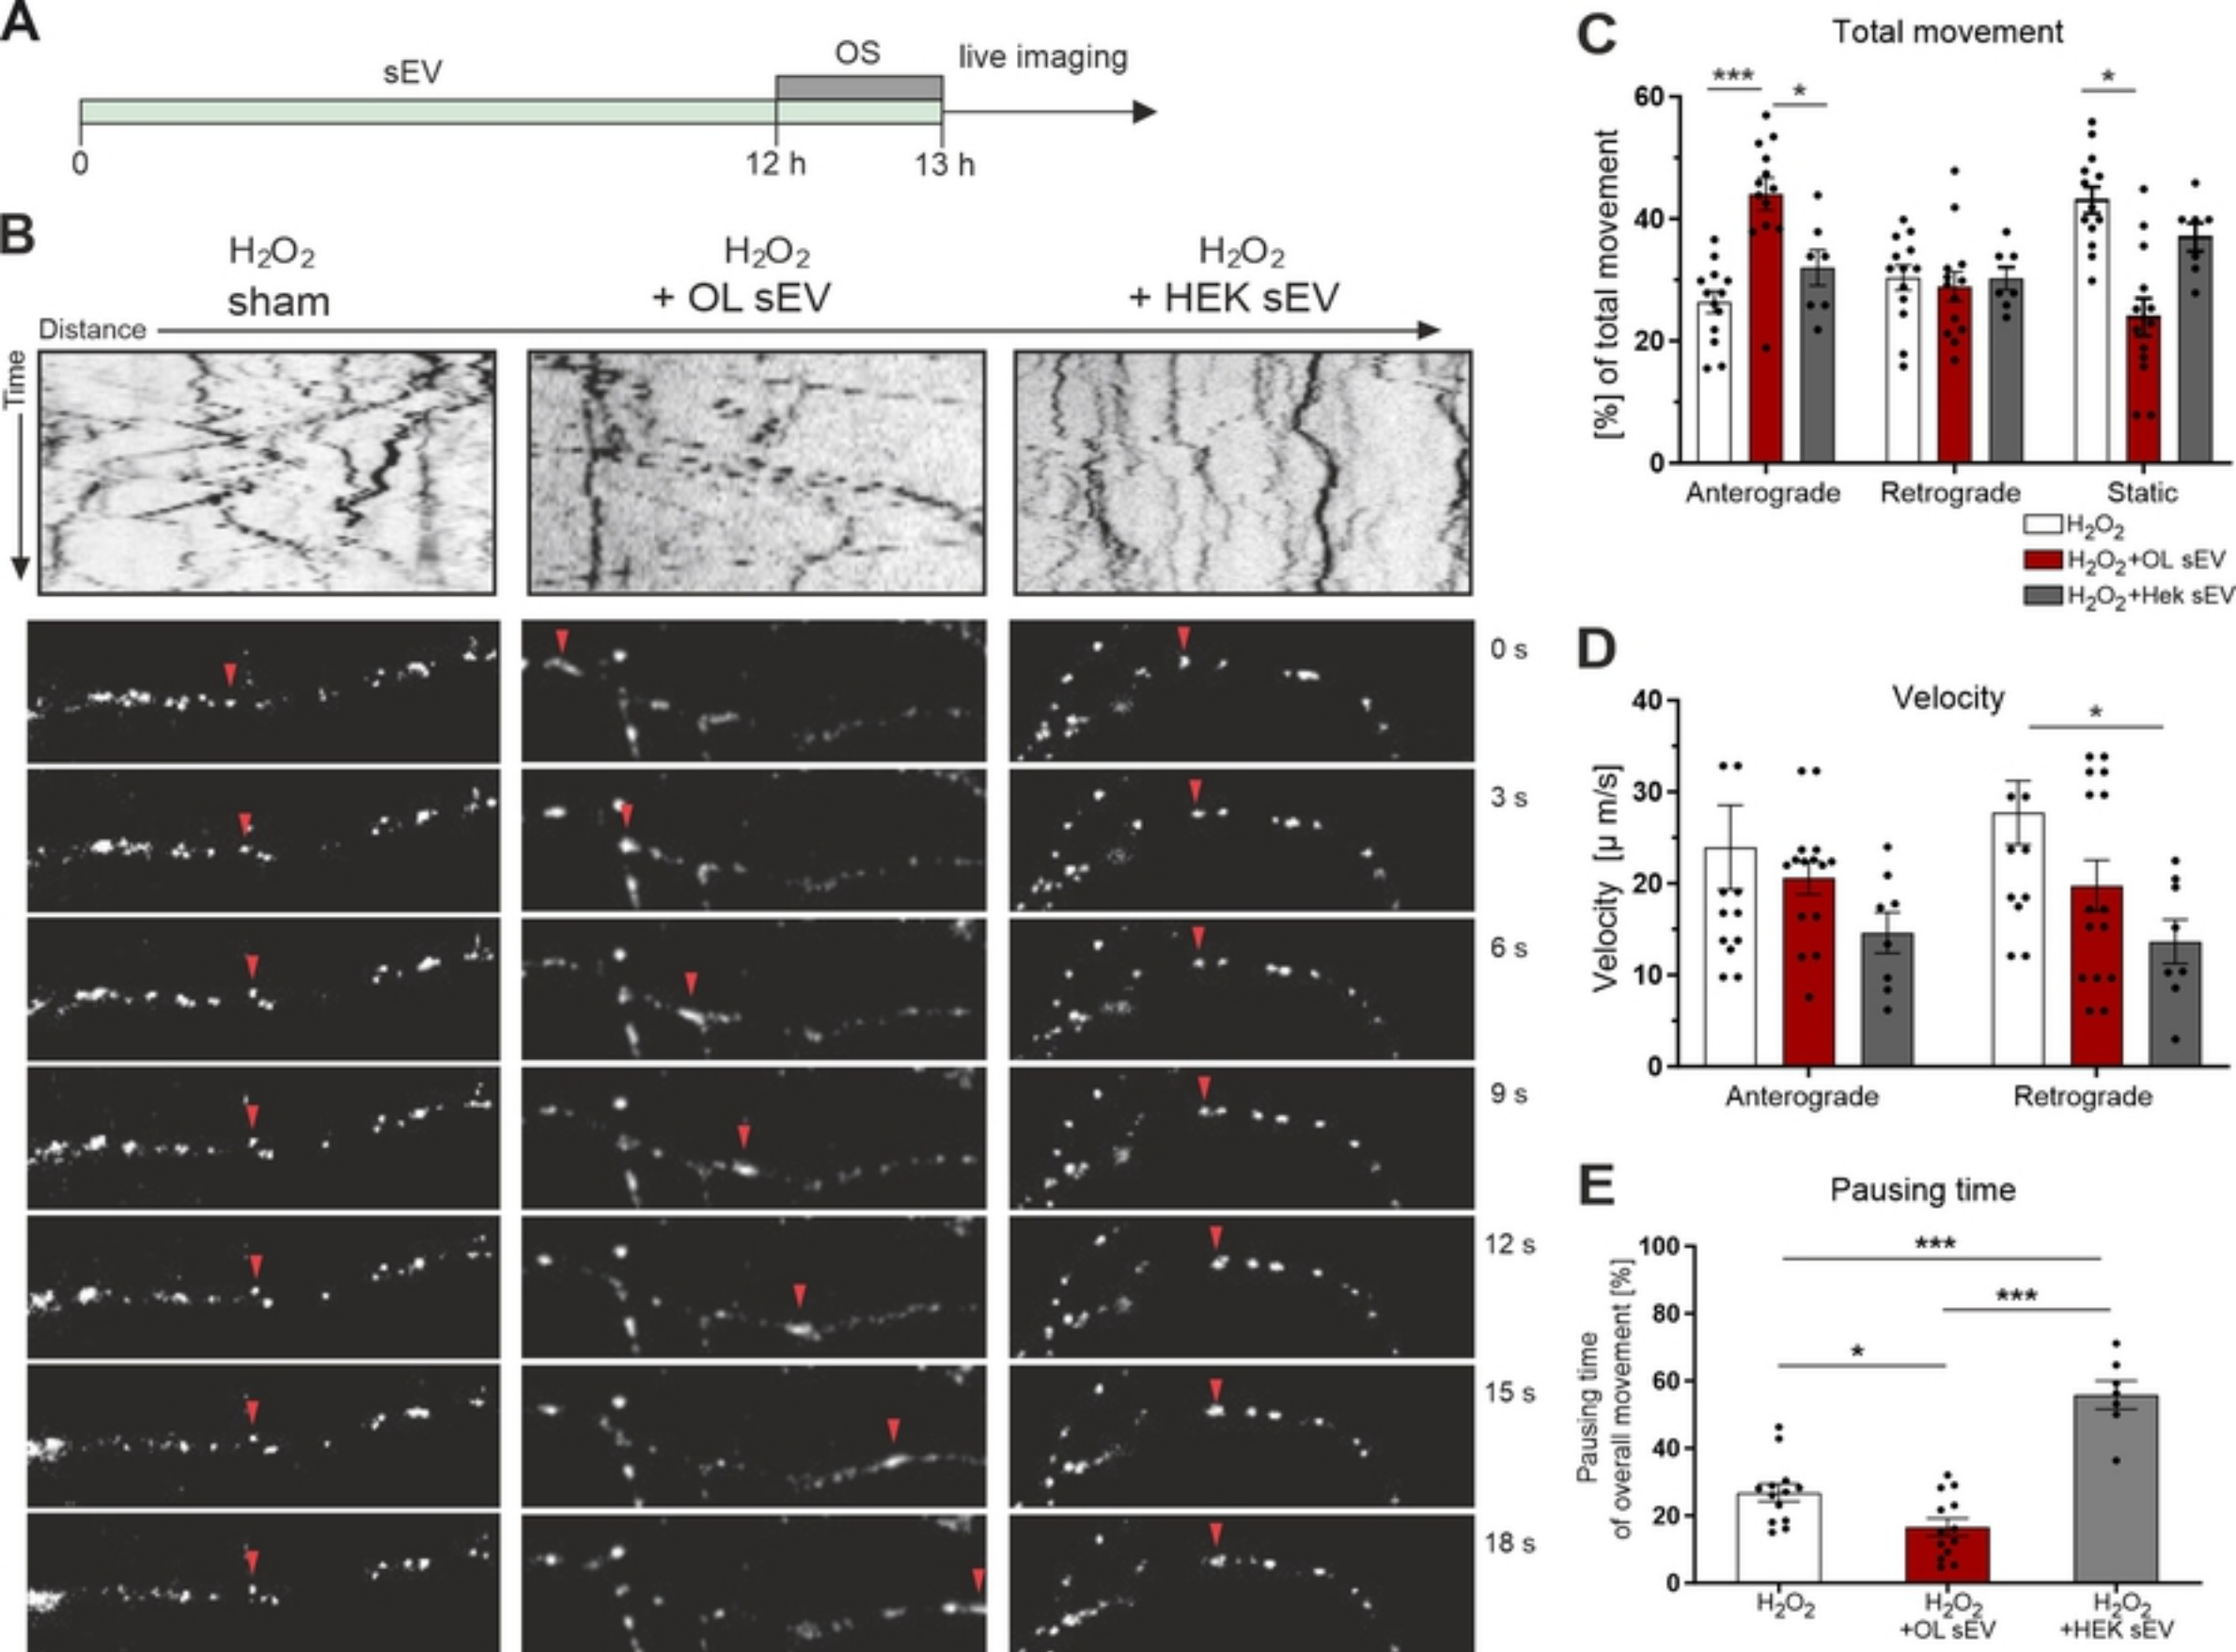 A
sEV
OS
live imaging
0
12 h
13 h
B
H₂O₂
sham
H₂O₂
+ OL sEV
H₂O₂
+ HEK sEV
Distance
Time
0 s
3 s
6 s
9 s
12 s
15 s
18 s
C
Total movement
[%] of total movement
***
*
*
60
40
20
0
Anterograde
Retrograde
Static
H₂O₂
H₂O₂+OL sEV
H₂O₂+Hek sEV
D
Velocity
Velocity [µ m/s]
*
40
30
20
10
0
Anterograde
Retrograde
E
Pausing time
Pausing time
of overall movement [%]
***
***
*
100
80
60
40
20
0
H₂O₂
H₂O₂
+OL sEV
H₂O₂
+HEK sEV